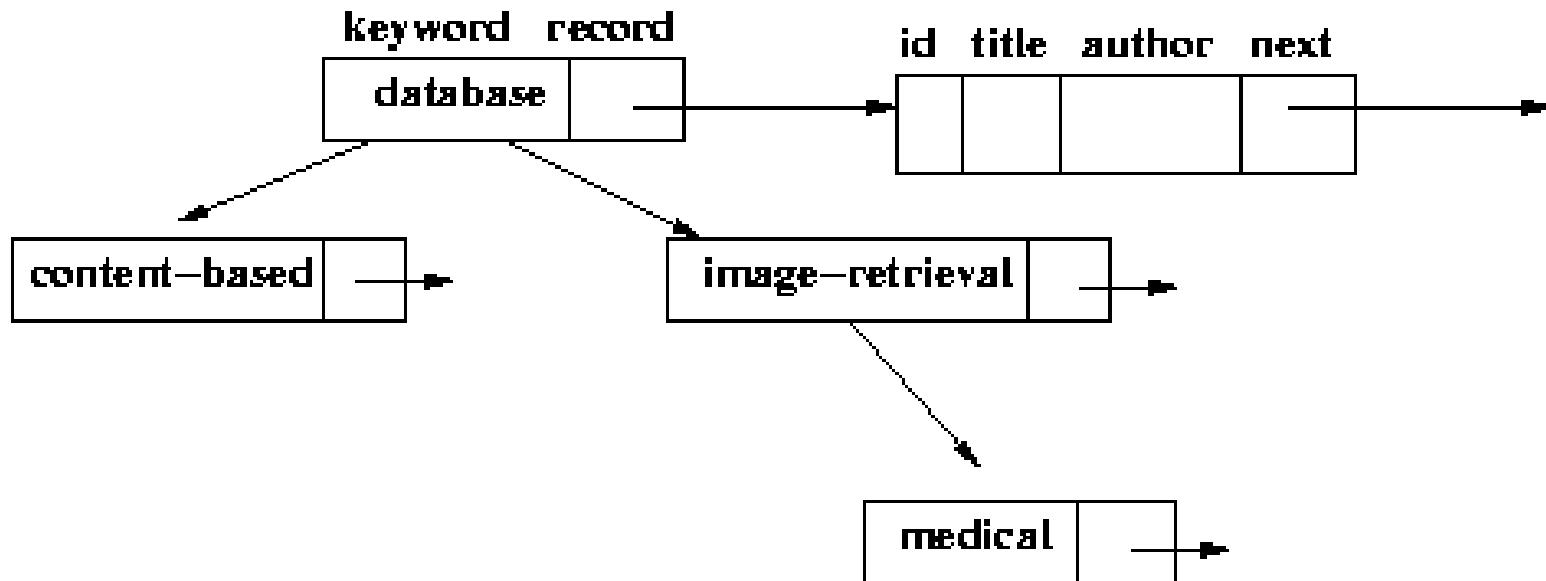 keyword record
id title author next
database
content-based
image-retrieval
medical